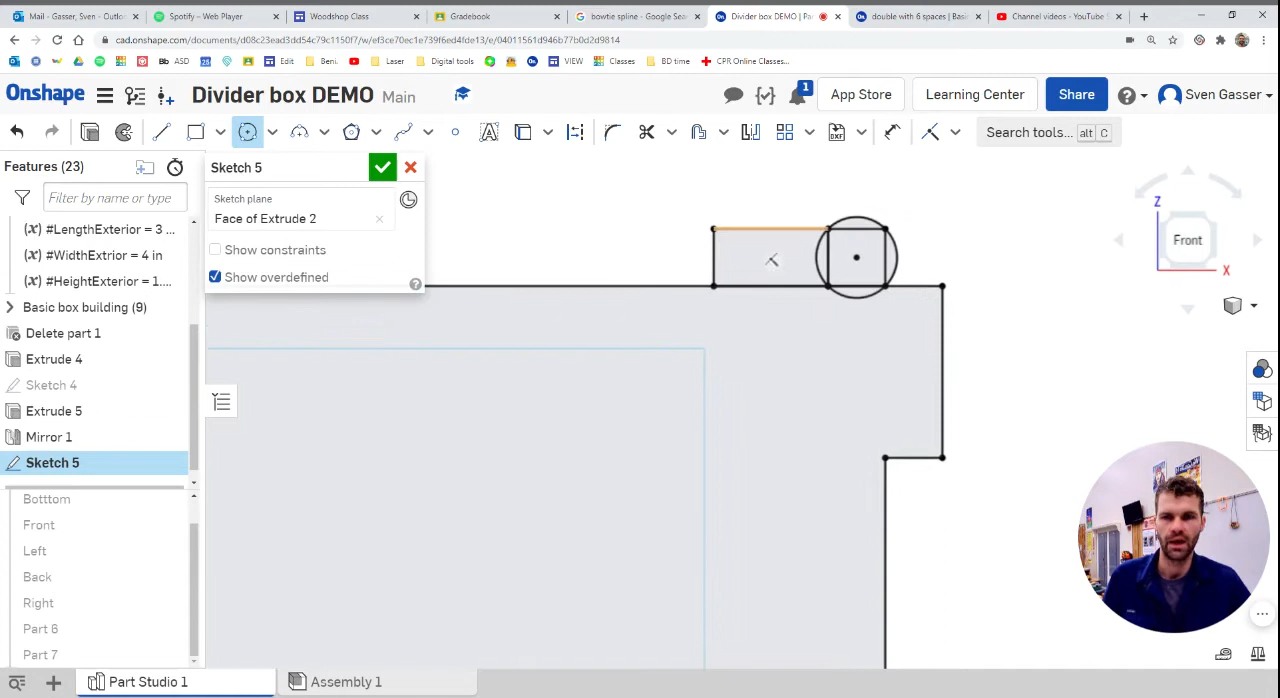 Mail - Gasser, Sven - Outlo
Spotify – Web Player
Woodshop Class
Gradebook
bowtie spline - Google Sea
Divider box DEMO | Pa
double with 6 spaces | Basi
Channel videos - YouTube S
cad.onshape.com/documents/d08c23ead3dd54c79c1150f7/w/ef3ce70ec1e739f6ed4fde13/e/04011561d946b77b0d2d9814
Bb ASD
Edit
Beni.
Laser
Digital tools
VIEW
Classes
BD time
CPR Online Classes...
Onshape
Divider box DEMO Main
1
App Store
Learning Center
Share
Sven Gasser
Search tools... alt C
Features (23)
Filter by name or type
(x) #LengthExterior = 3 ...
(x) #WidthExtrior = 4 in
(x) #HeightExterior = 1....
Basic box building (9)
Delete part 1
Extrude 4
Sketch 4
Extrude 5
Mirror 1
Sketch 5
Botttom
Front
Left
Back
Right
Part 6
Part 7
Sketch 5
Sketch plane
Face of Extrude 2
Show constraints
Show overdefined
Z
Front
X
Part Studio 1
Assembly 1